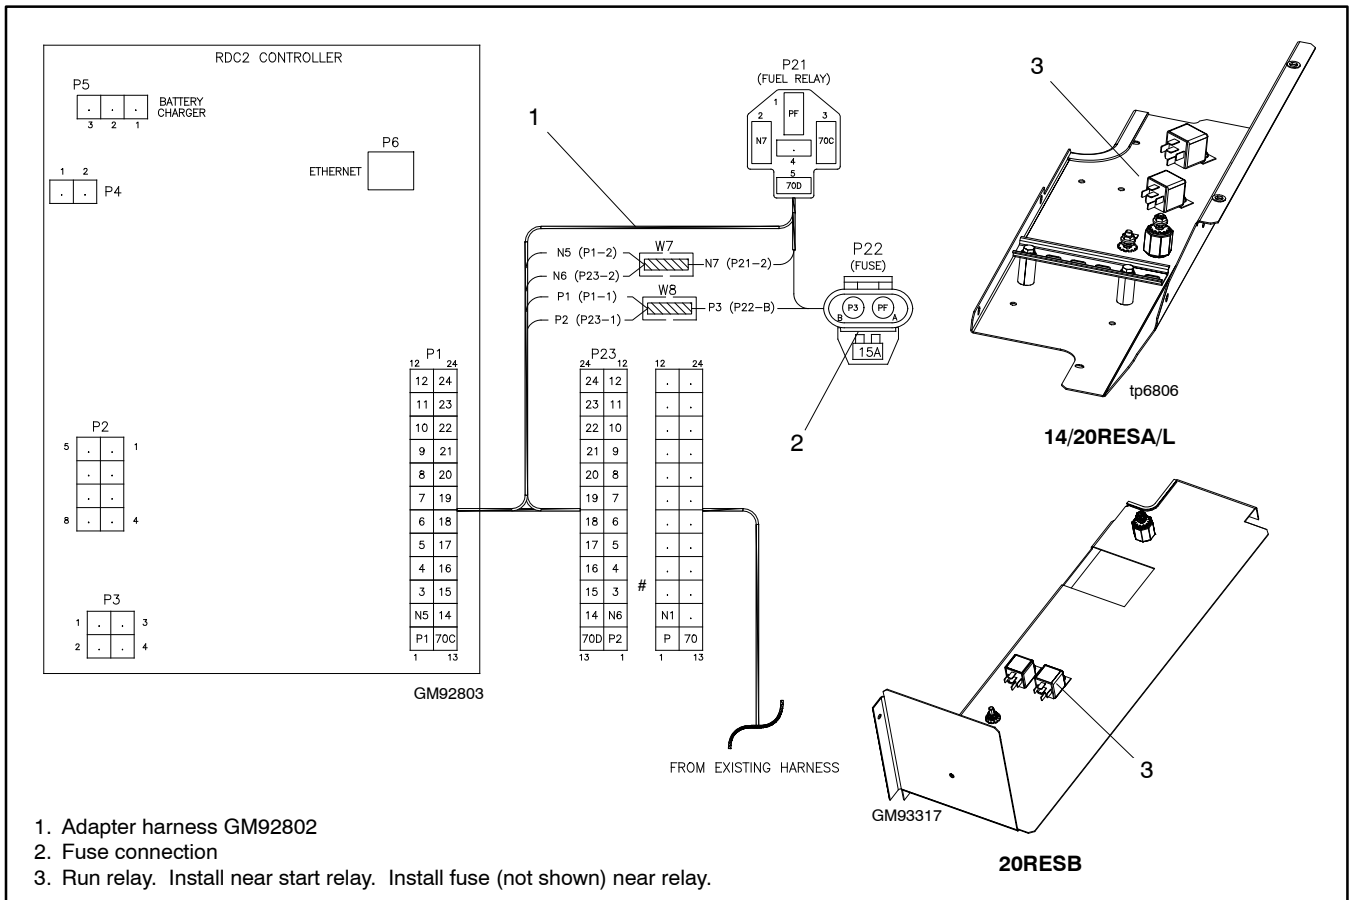 RDC2 CONTROLLER
P5
. . .
BATTERY
CHARGER
3 2 1
P6
ETHERNET
1 2
. . P4
P21
(FUEL RELAY)
1 PF
2 3
N7 70C
.
4
5
70D
1
N5 (P1-2)
W7
N7 (P21-2)
N6 (P23-2)
P1 (P1-1)
W8
P3 (P22-B)
P2 (P23-1)
P22
(FUSE)
P3 PF
B A
15A
2
P1
12 24
12 24
11 23
10 22
9 21
8 20
7 19
6 18
5 17
4 16
3 15
N5 14
P1 70C
1 13
P23
24 12
24 12
23 11
22 10
21 9
20 8
19 7
18 6
17 5
16 4
15 3
14 N6
70D P2
13 1
#
12 24
. .
. .
. .
. .
. .
. .
. .
. .
. .
. .
N1 .
P 70
1 13
P2
5 . . 1
. .
. .
8 . . 4
P3
1 . . 3
2 . . 4
GM92803
FROM EXISTING HARNESS
3
tp6806
14/20RESA/L
3
GM93317
20RESB
1. Adapter harness GM92802
2. Fuse connection
3. Run relay. Install near start relay. Install fuse (not shown) near relay.